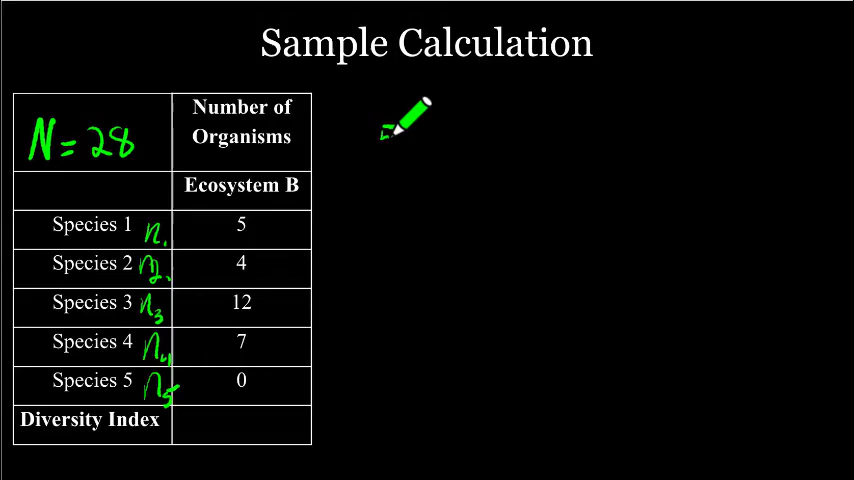 Sample Calculation
N = 28
Number of
Organisms
Ecosystem B
Species 1 n1 5
Species 2 n2 4
Species 3 n3 12
Species 4 n4 7
Species 5 n5 0
Diversity Index